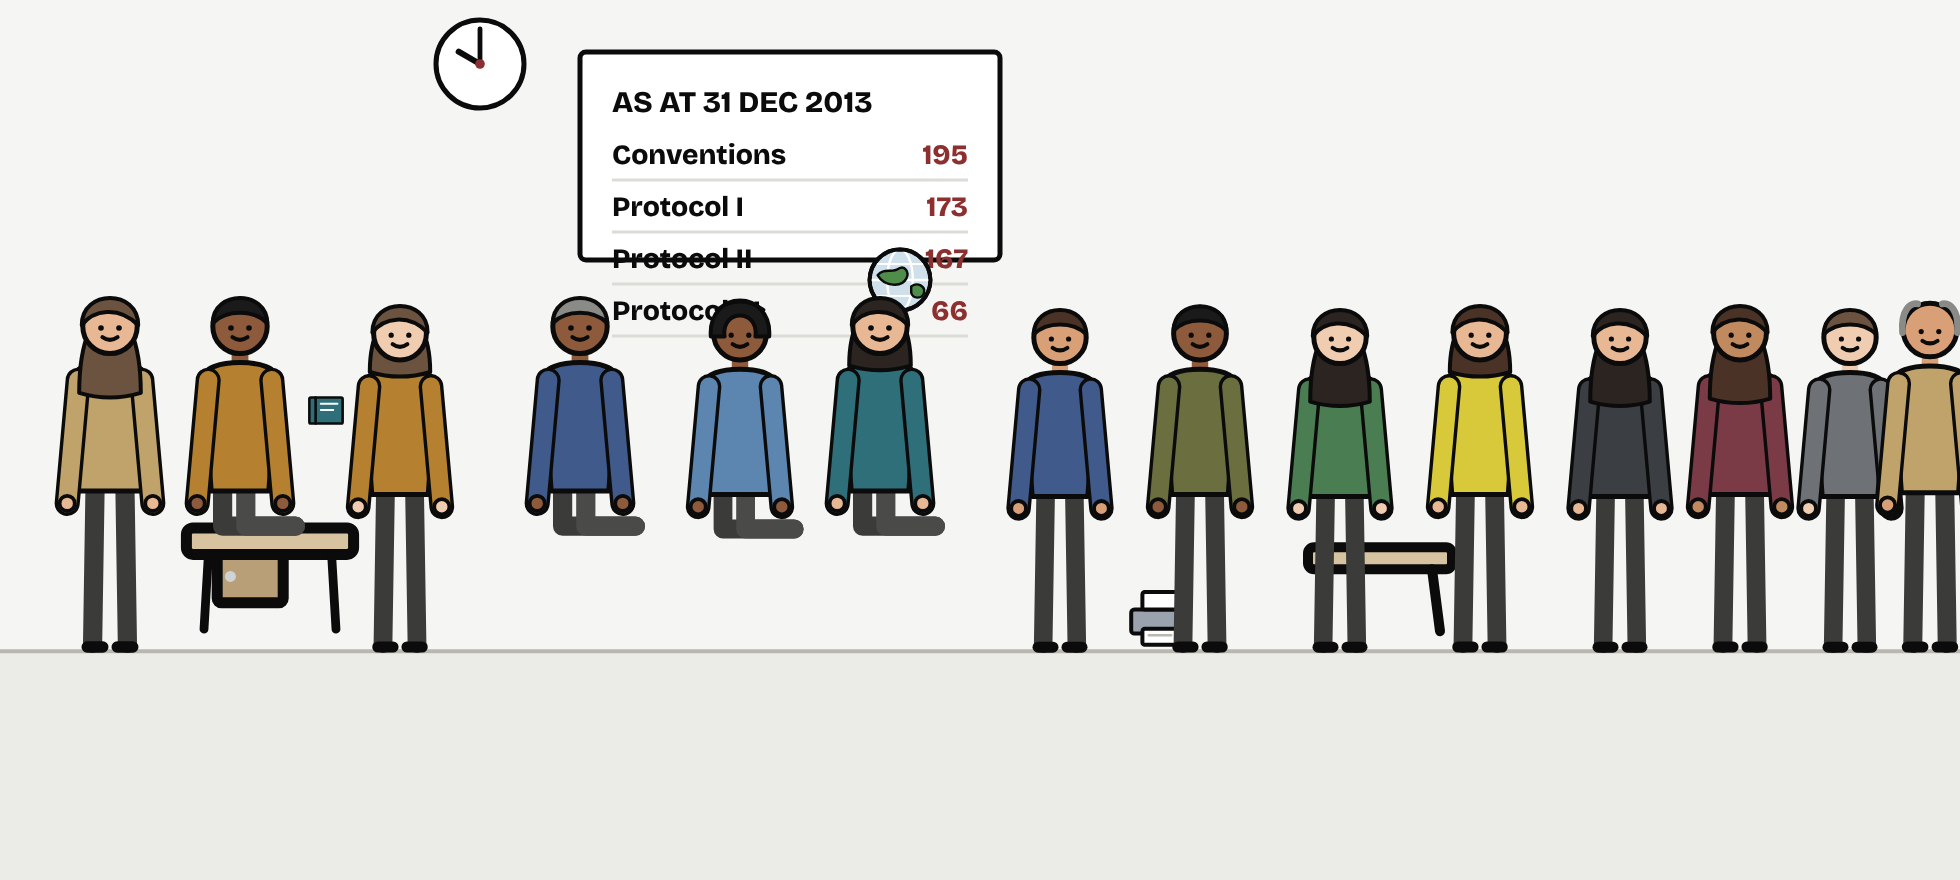 AS AT 31 DEC 2013
Conventions 195
Protocol I 173
Protocol II 167
66